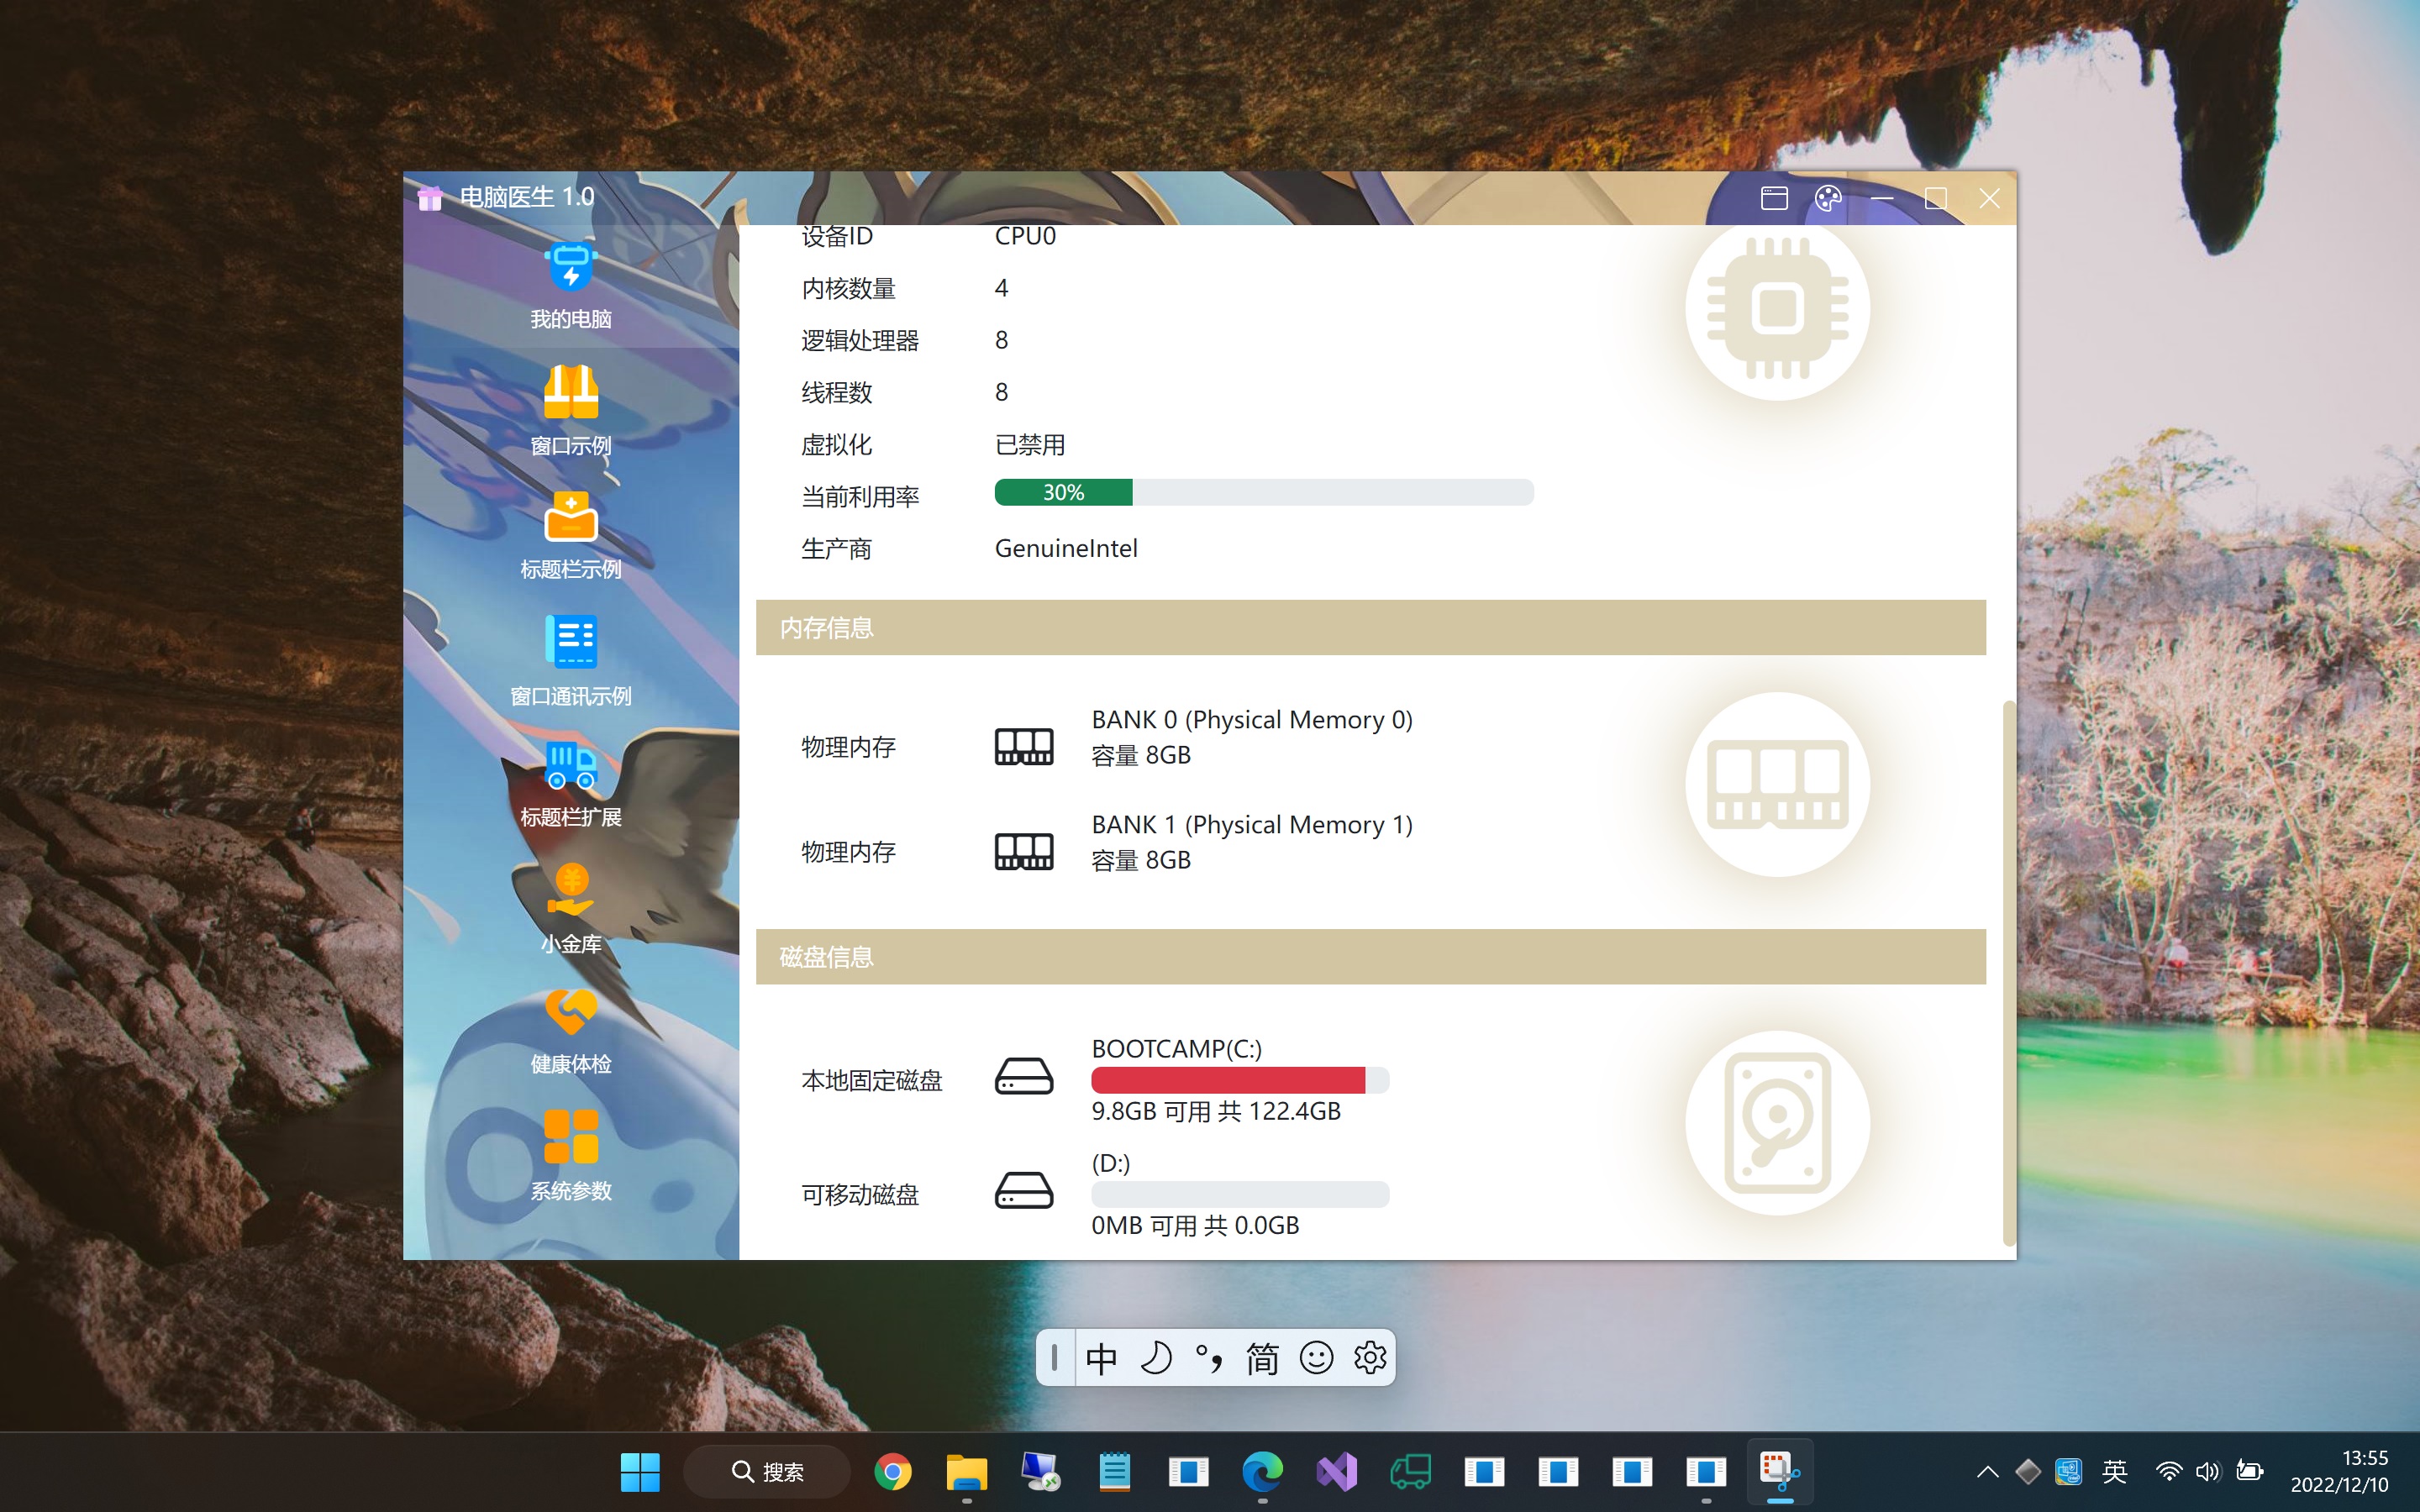 电脑医生 1.0
我的电脑
窗口示例
标题栏示例
窗口通讯示例
标题栏扩展
小金库
健康体检
系统参数
设备ID CPU0
内核数量 4
逻辑处理器 8
线程数 8
虚拟化 已禁用
当前利用率 30%
生产商 GenuineIntel
内存信息
物理内存
BANK 0 (Physical Memory 0)
容量 8GB
物理内存
BANK 1 (Physical Memory 1)
容量 8GB
磁盘信息
本地固定磁盘
BOOTCAMP(C:)
9.8GB 可用 共 122.4GB
可移动磁盘
(D:)
0MB 可用 共 0.0GB
中 简
搜索
英
13:55
2022/12/10